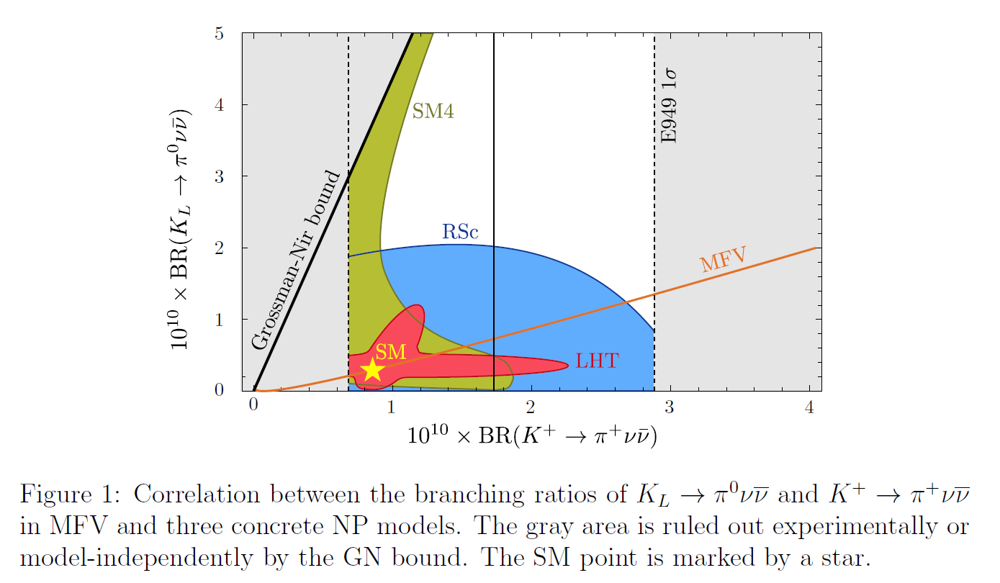 5
4
3
2
1
0
10^{10} × BR(K_L → π^0νν̄)
Grossman-Nir bound
SM4
E949 1σ
RSc
MFV
SM
LHT
0 1 2 3 4
10^{10} × BR(K^+ → π^+νν̄)
Figure 1: Correlation between the branching ratios of K_L → π^0νν̄ and K^+ → π^+νν̄
in MFV and three concrete NP models. The gray area is ruled out experimentally or
model-independently by the GN bound. The SM point is marked by a star.